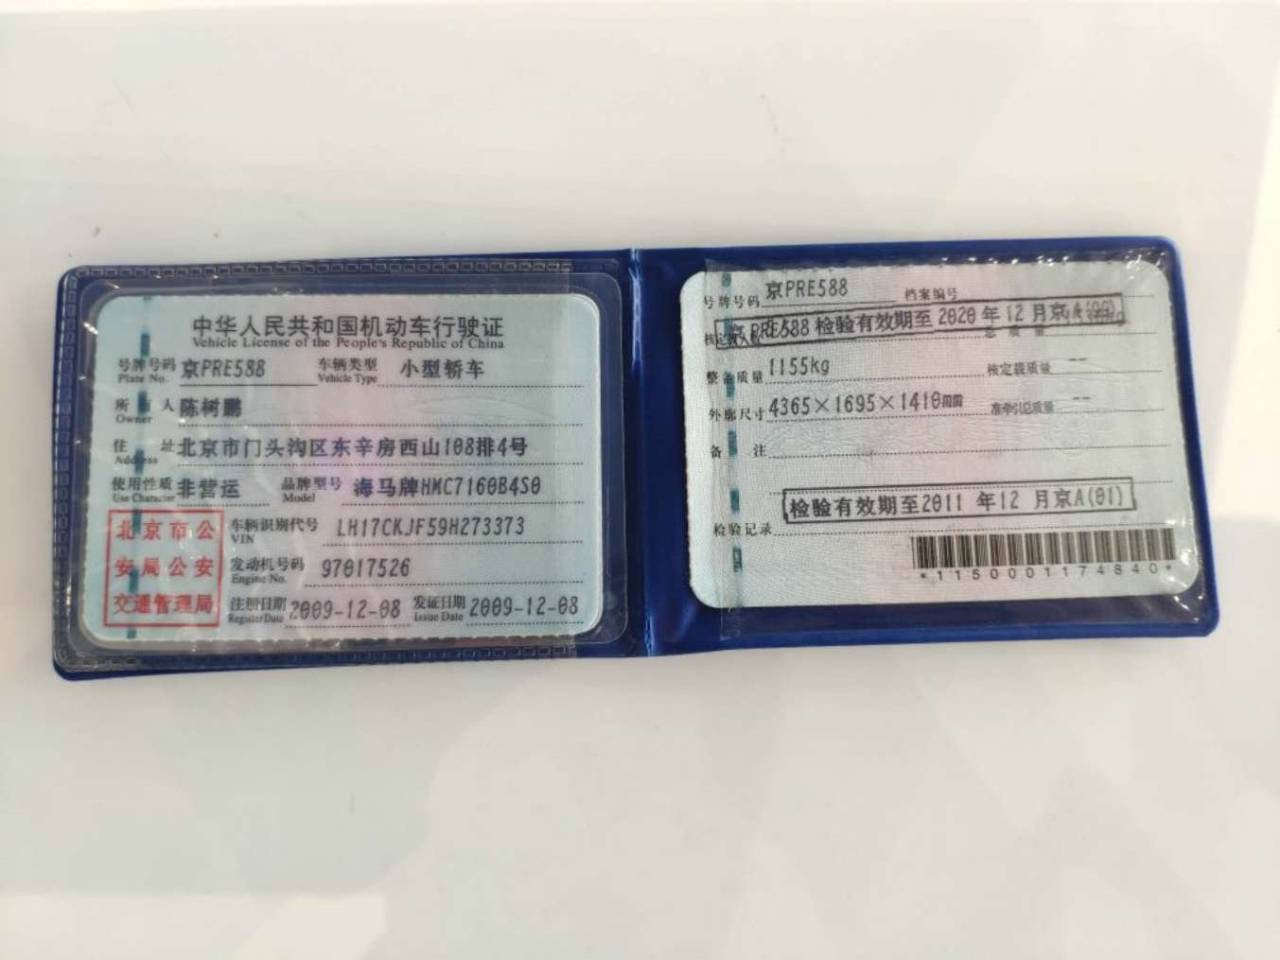 中华人民共和国机动车行驶证
Vehicle License of the People's Republic of China
号牌号码 京PRE588 车辆类型 小型轿车
Plate No. Vehicle Type
所 人 陈树鹏
Owner
住 址 北京市门头沟区东辛房西山108排4号
Address
使用性质 非营运 品牌型号 海马牌HMC7160B4S0
Use Character Model
车辆识别代号 LH17CKJF59H273373
VIN
发动机号码 97017526
Engine No.
注册日期 2009-12-08 发证日期 2009-12-08
Register Date Issue Date
北京市公
安局公安
交通管理局
号牌号码 京PRE588 档案编号
京PRE588 检验有效期至 2020 年 12 月京A
总 质 量
整备质量 1155kg 核定载质量 --
外廓尺寸 4365×1695×1410 准牵引总质量 --
备 注
检验有效期至2011 年 12 月京A(01)
检验记录
*1150001174840*